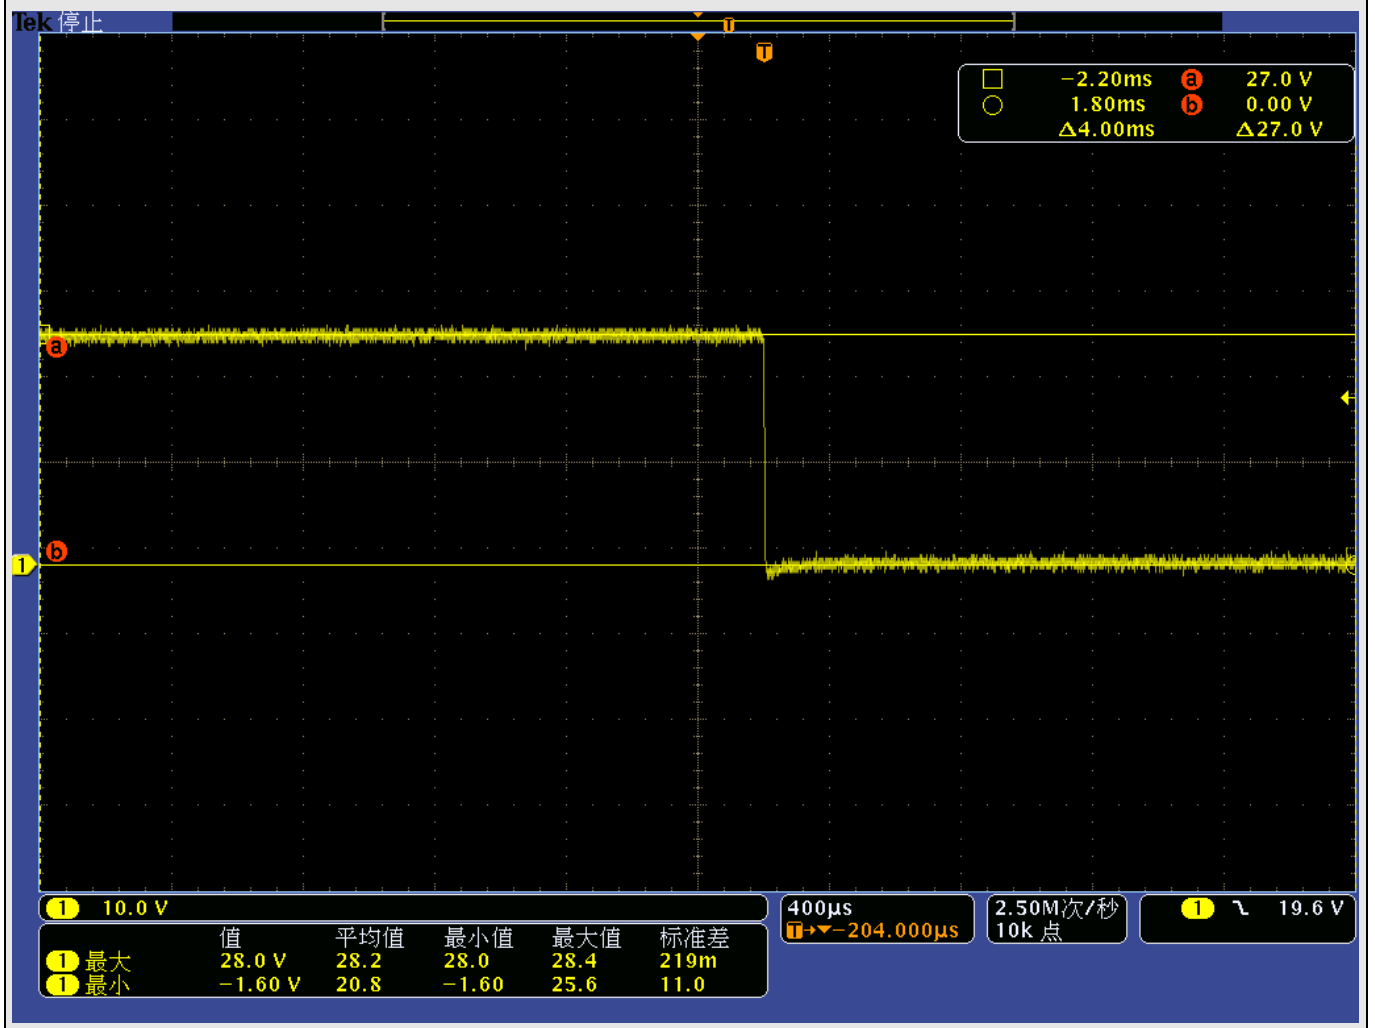 Tek 停止
T
T
□ −2.20ms a 27.0 V
○ 1.80ms b 0.00 V
Δ4.00ms Δ27.0 V
a
b
1
1 10.0 V
400µs
T→▼−204.000µs
2.50M次/秒
10k 点
1 19.6 V
值 平均值 最小值 最大值 标准差
1 最大 28.0 V 28.2 28.0 28.4 219m
1 最小 −1.60 V 20.8 −1.60 25.6 11.0